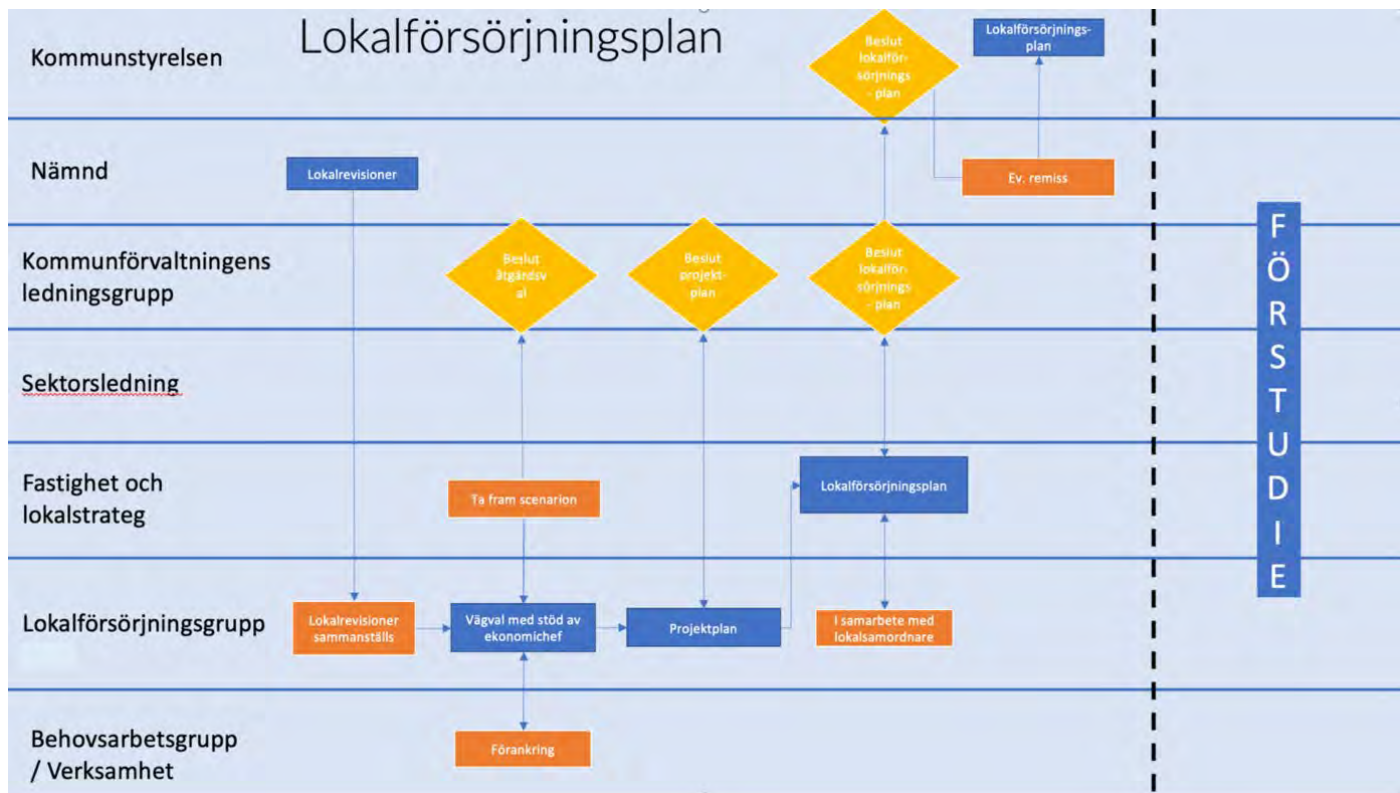 Lokalförsörjningsplan
Kommunstyrelsen
Beslut
lokalför-
sörjnings
- plan
Lokalförsörjnings-
plan
Nämnd
Lokalrevisioner
Ev. remiss
Kommunförvaltningens
ledningsgrupp
Beslut
åtgärdsv
al
Beslut
projekt-
plan
Beslut
lokalför-
sörjnings
- plan
Sektorsledning
Fastighet och
lokalstrateg
Ta fram scenarion
Lokalförsörjningsplan
Lokalförsörjningsgrupp
Lokalrevisioner
sammanställs
Vägval med stöd av
ekonomichef
Projektplan
I samarbete med
lokalsamordnare
Behovsarbetsgrupp
/ Verksamhet
Förankring
F
Ö
R
S
T
U
D
I
E